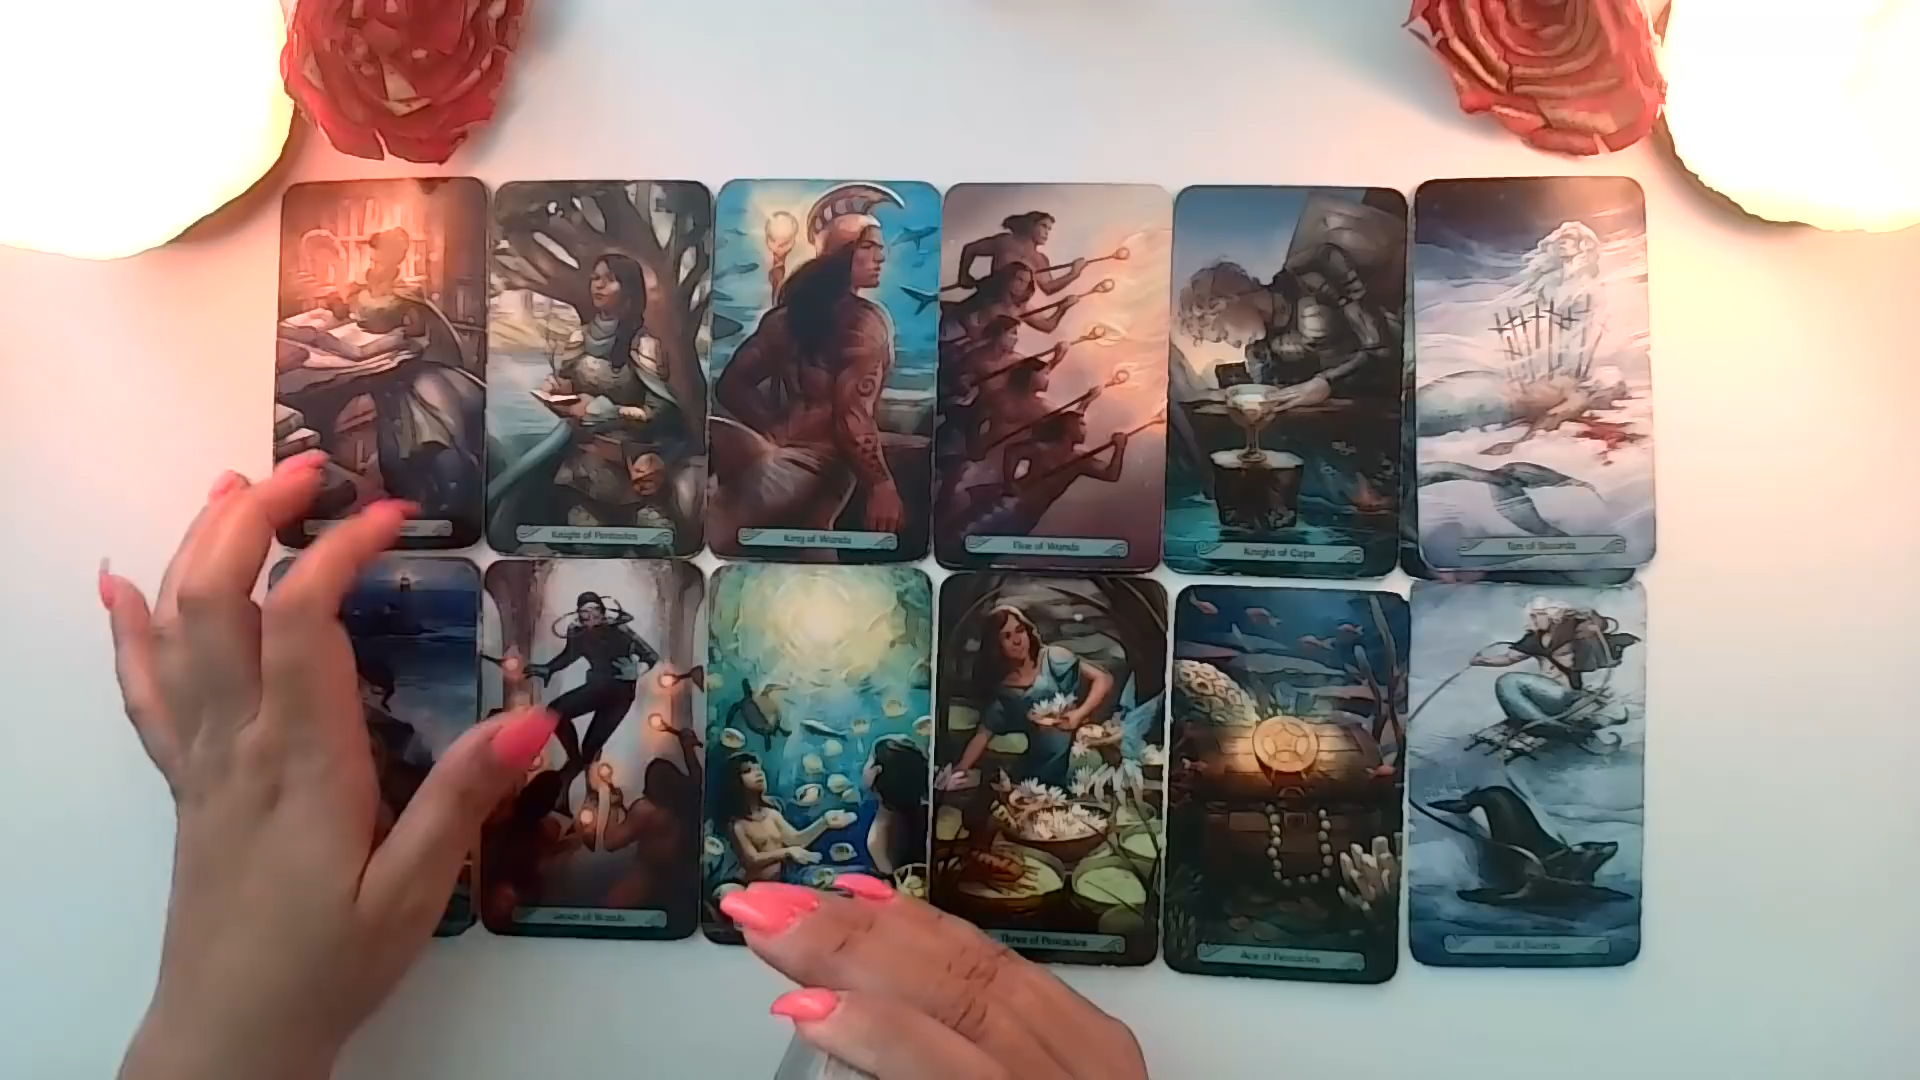 Knight of Pentacles
King of Wands
Five of Wands
Knight of Cups
Ten of Swords
Seven of Wands
Three of Pentacles
Ace of Pentacles
Six of Swords